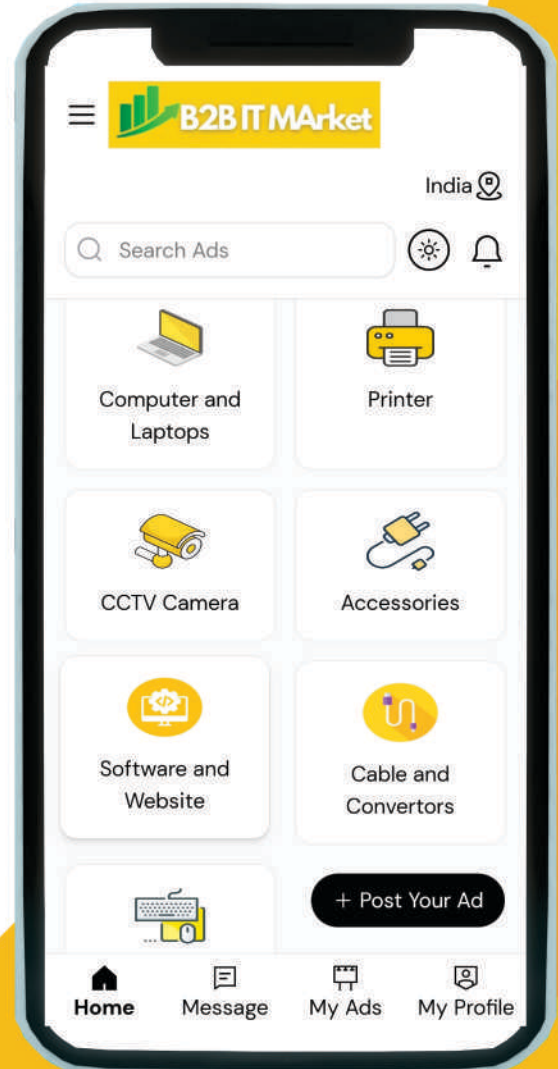 B2B IT MArket
India
Search Ads
Computer and
Laptops
Printer
CCTV Camera
Accessories
Software and
Website
Cable and
Convertors
+ Post Your Ad
Home
Message
My Ads
My Profile